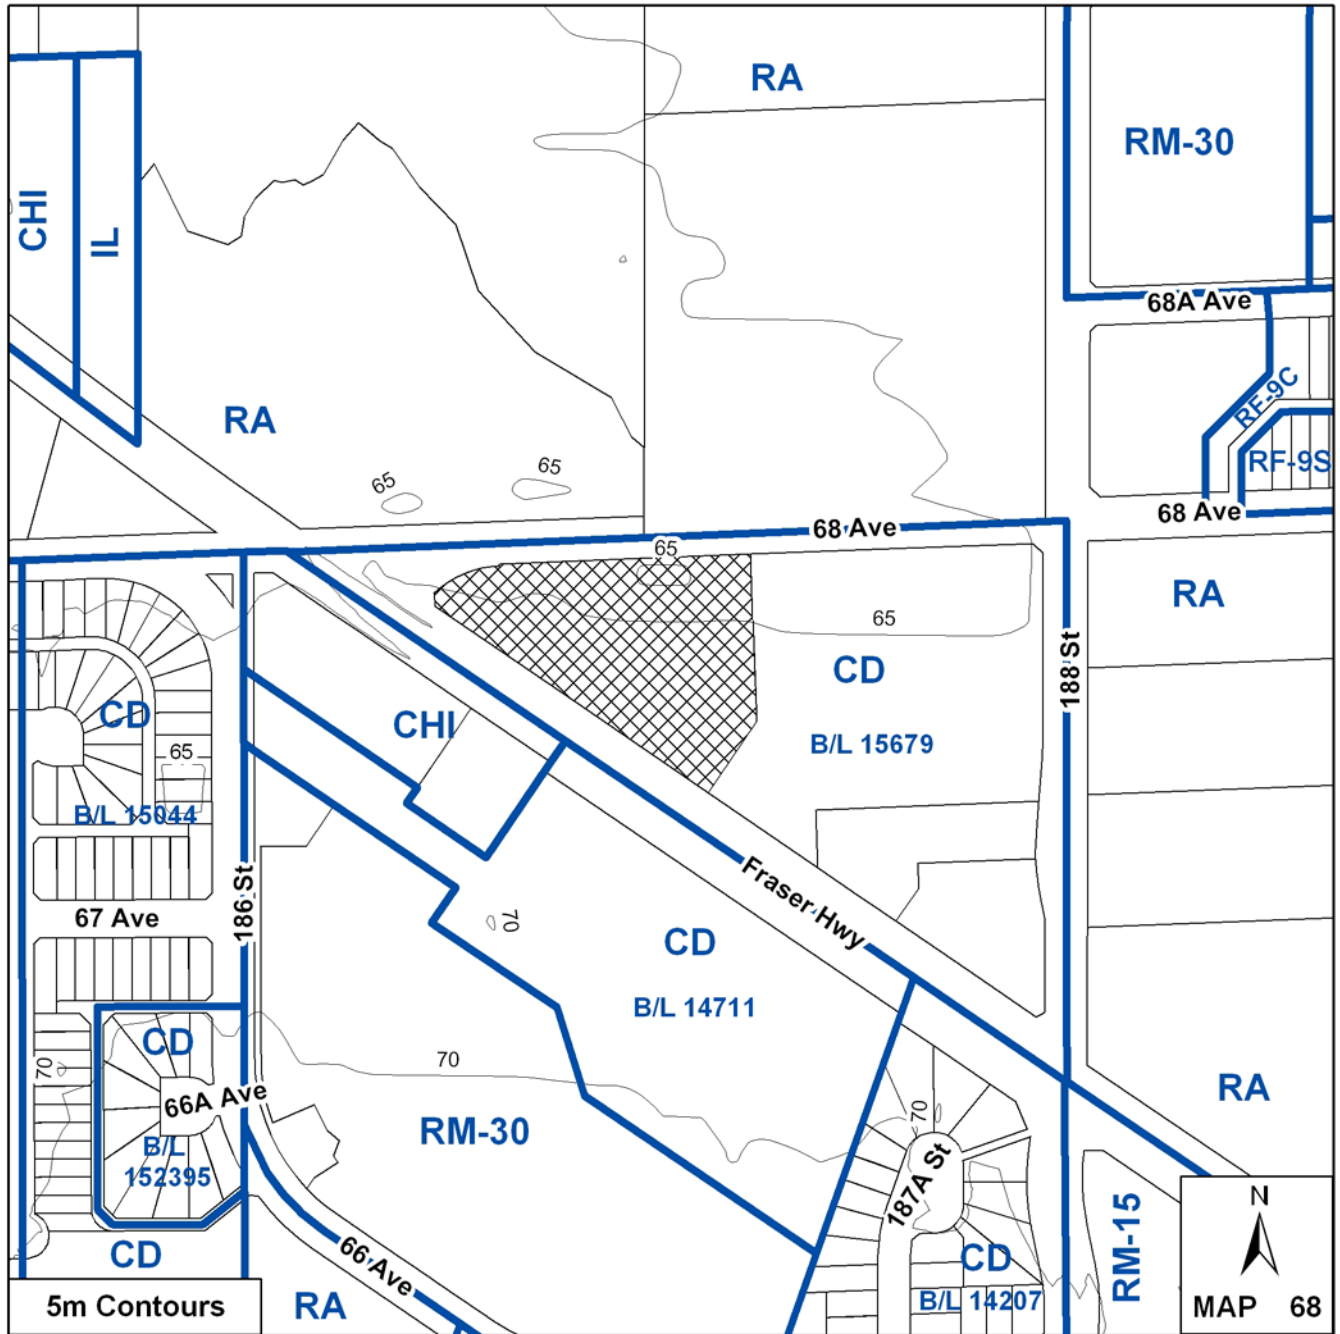 RA
RM-30
CHI
IL
68A Ave
RF-9C
RA
RF-9S
65
65
68 Ave
68 Ave
65
RA
65
CD
188 St
CD
CHI
B/L 15679
65
B/L 15044
186 St
Fraser Hwy
67 Ave
70
CD
B/L 14711
CD
70
70
66A Ave
RA
70
RM-30
B/L
152395
187A St
RM-15
N
66 Ave
CD
CD
B/L 14207
5m Contours
RA
MAP 68